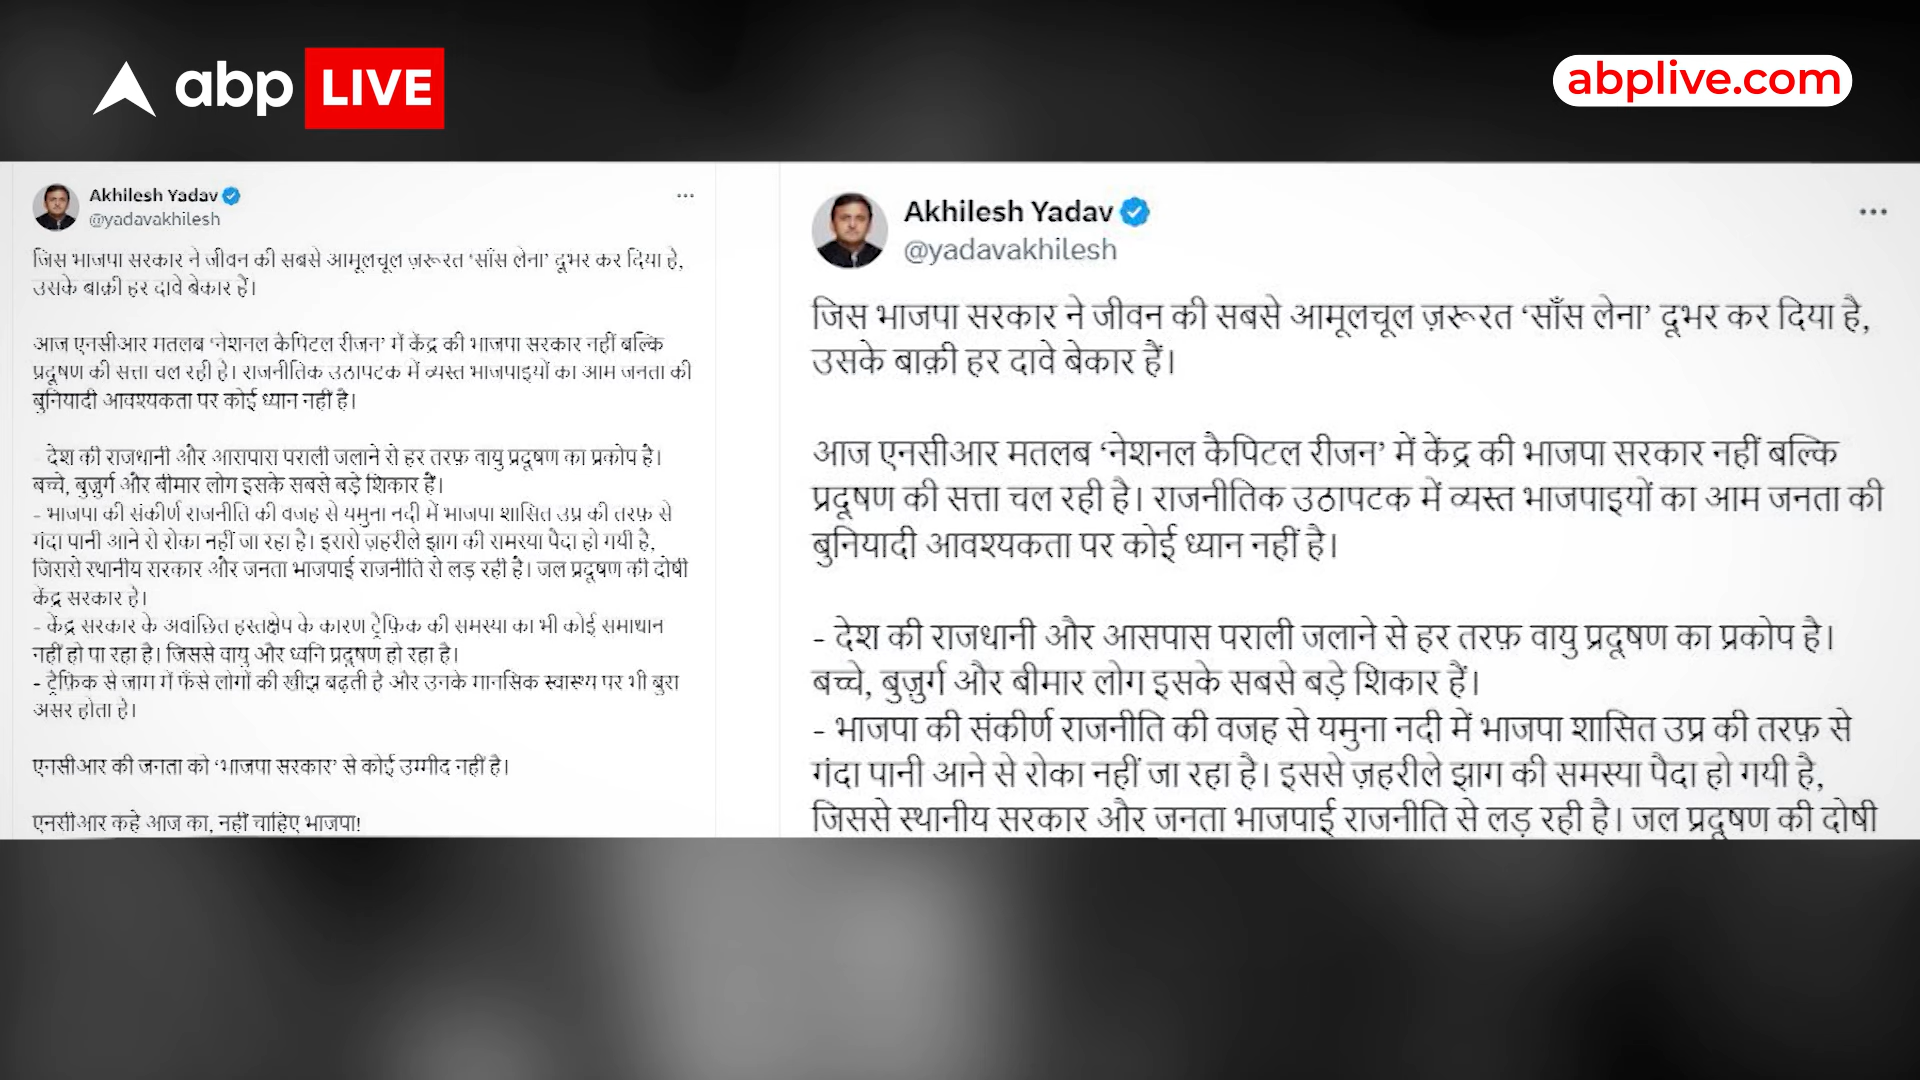 abp LIVE
abplive.com
Akhilesh Yadav
@yadavakhilesh
जिस भाजपा सरकार ने जीवन की सबसे आमूलचूल ज़रूरत ‘साँस लेना’ दूभर कर दिया है,
उसके बाक़ी हर दावे बेकार हैं।
आज एनसीआर मतलब ‘नेशनल कैपिटल रीजन’ में केंद्र की भाजपा सरकार नहीं बल्कि
प्रदूषण की सत्ता चल रही है। राजनीतिक उठापटक में व्यस्त भाजपाइयों का आम जनता की
बुनियादी आवश्यकता पर कोई ध्यान नहीं है।
देश की राजधानी और आसपास पराली जलाने से हर तरफ़ वायु प्रदूषण का प्रकोप है।
बच्चे, बुज़ुर्ग और बीमार लोग इसके सबसे बड़े शिकार हैं।
- भाजपा की संकीर्ण राजनीति की वजह से यमुना नदी में भाजपा शासित उप्र की तरफ़ से
गंदा पानी आने से रोका नहीं जा रहा है। इससे ज़हरीले झाग की समस्या पैदा हो गयी है,
जिससे स्थानीय सरकार और जनता भाजपाई राजनीति से लड़ रही है। जल प्रदूषण की दोषी
केंद्र सरकार है।
- केंद्र सरकार के अवांछित हस्तक्षेप के कारण ट्रैफ़िक की समस्या का भी कोई समाधान
नहीं हो पा रहा है। जिससे वायु और ध्वनि प्रदूषण हो रहा है।
- ट्रैफ़िक से जाम में फँसे लोगों की खीझ बढ़ती है और उनके मानसिक स्वास्थ्य पर भी बुरा
असर होता है।
एनसीआर की जनता को ‘भाजपा सरकार’ से कोई उम्मीद नहीं है।
एनसीआर कहे आज का, नहीं चाहिए भाजपा!
Akhilesh Yadav
@yadavakhilesh
जिस भाजपा सरकार ने जीवन की सबसे आमूलचूल ज़रूरत ‘साँस लेना’ दूभर कर दिया है,
उसके बाक़ी हर दावे बेकार हैं।
आज एनसीआर मतलब ‘नेशनल कैपिटल रीजन’ में केंद्र की भाजपा सरकार नहीं बल्कि
प्रदूषण की सत्ता चल रही है। राजनीतिक उठापटक में व्यस्त भाजपाइयों का आम जनता की
बुनियादी आवश्यकता पर कोई ध्यान नहीं है।
- देश की राजधानी और आसपास पराली जलाने से हर तरफ़ वायु प्रदूषण का प्रकोप है।
बच्चे, बुज़ुर्ग और बीमार लोग इसके सबसे बड़े शिकार हैं।
- भाजपा की संकीर्ण राजनीति की वजह से यमुना नदी में भाजपा शासित उप्र की तरफ़ से
गंदा पानी आने से रोका नहीं जा रहा है। इससे ज़हरीले झाग की समस्या पैदा हो गयी है,
जिससे स्थानीय सरकार और जनता भाजपाई राजनीति से लड़ रही है। जल प्रदूषण की दोषी